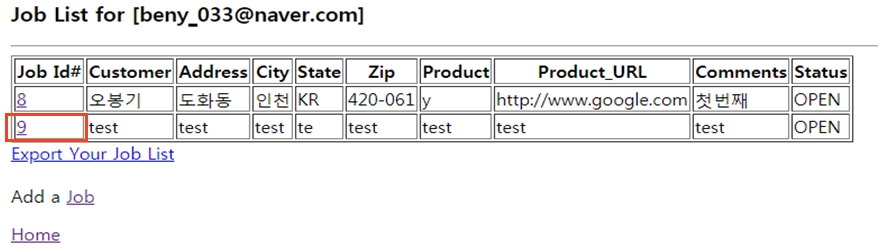 Job List for [beny_033@naver.com]
Job Id# Customer Address City State Zip Product Product_URL Comments Status
8 오봉기 도화동 인천 KR 420-061 y http://www.google.com 첫번째 OPEN
9 test test test te test test test test OPEN
Export Your Job List
Add a Job
Home